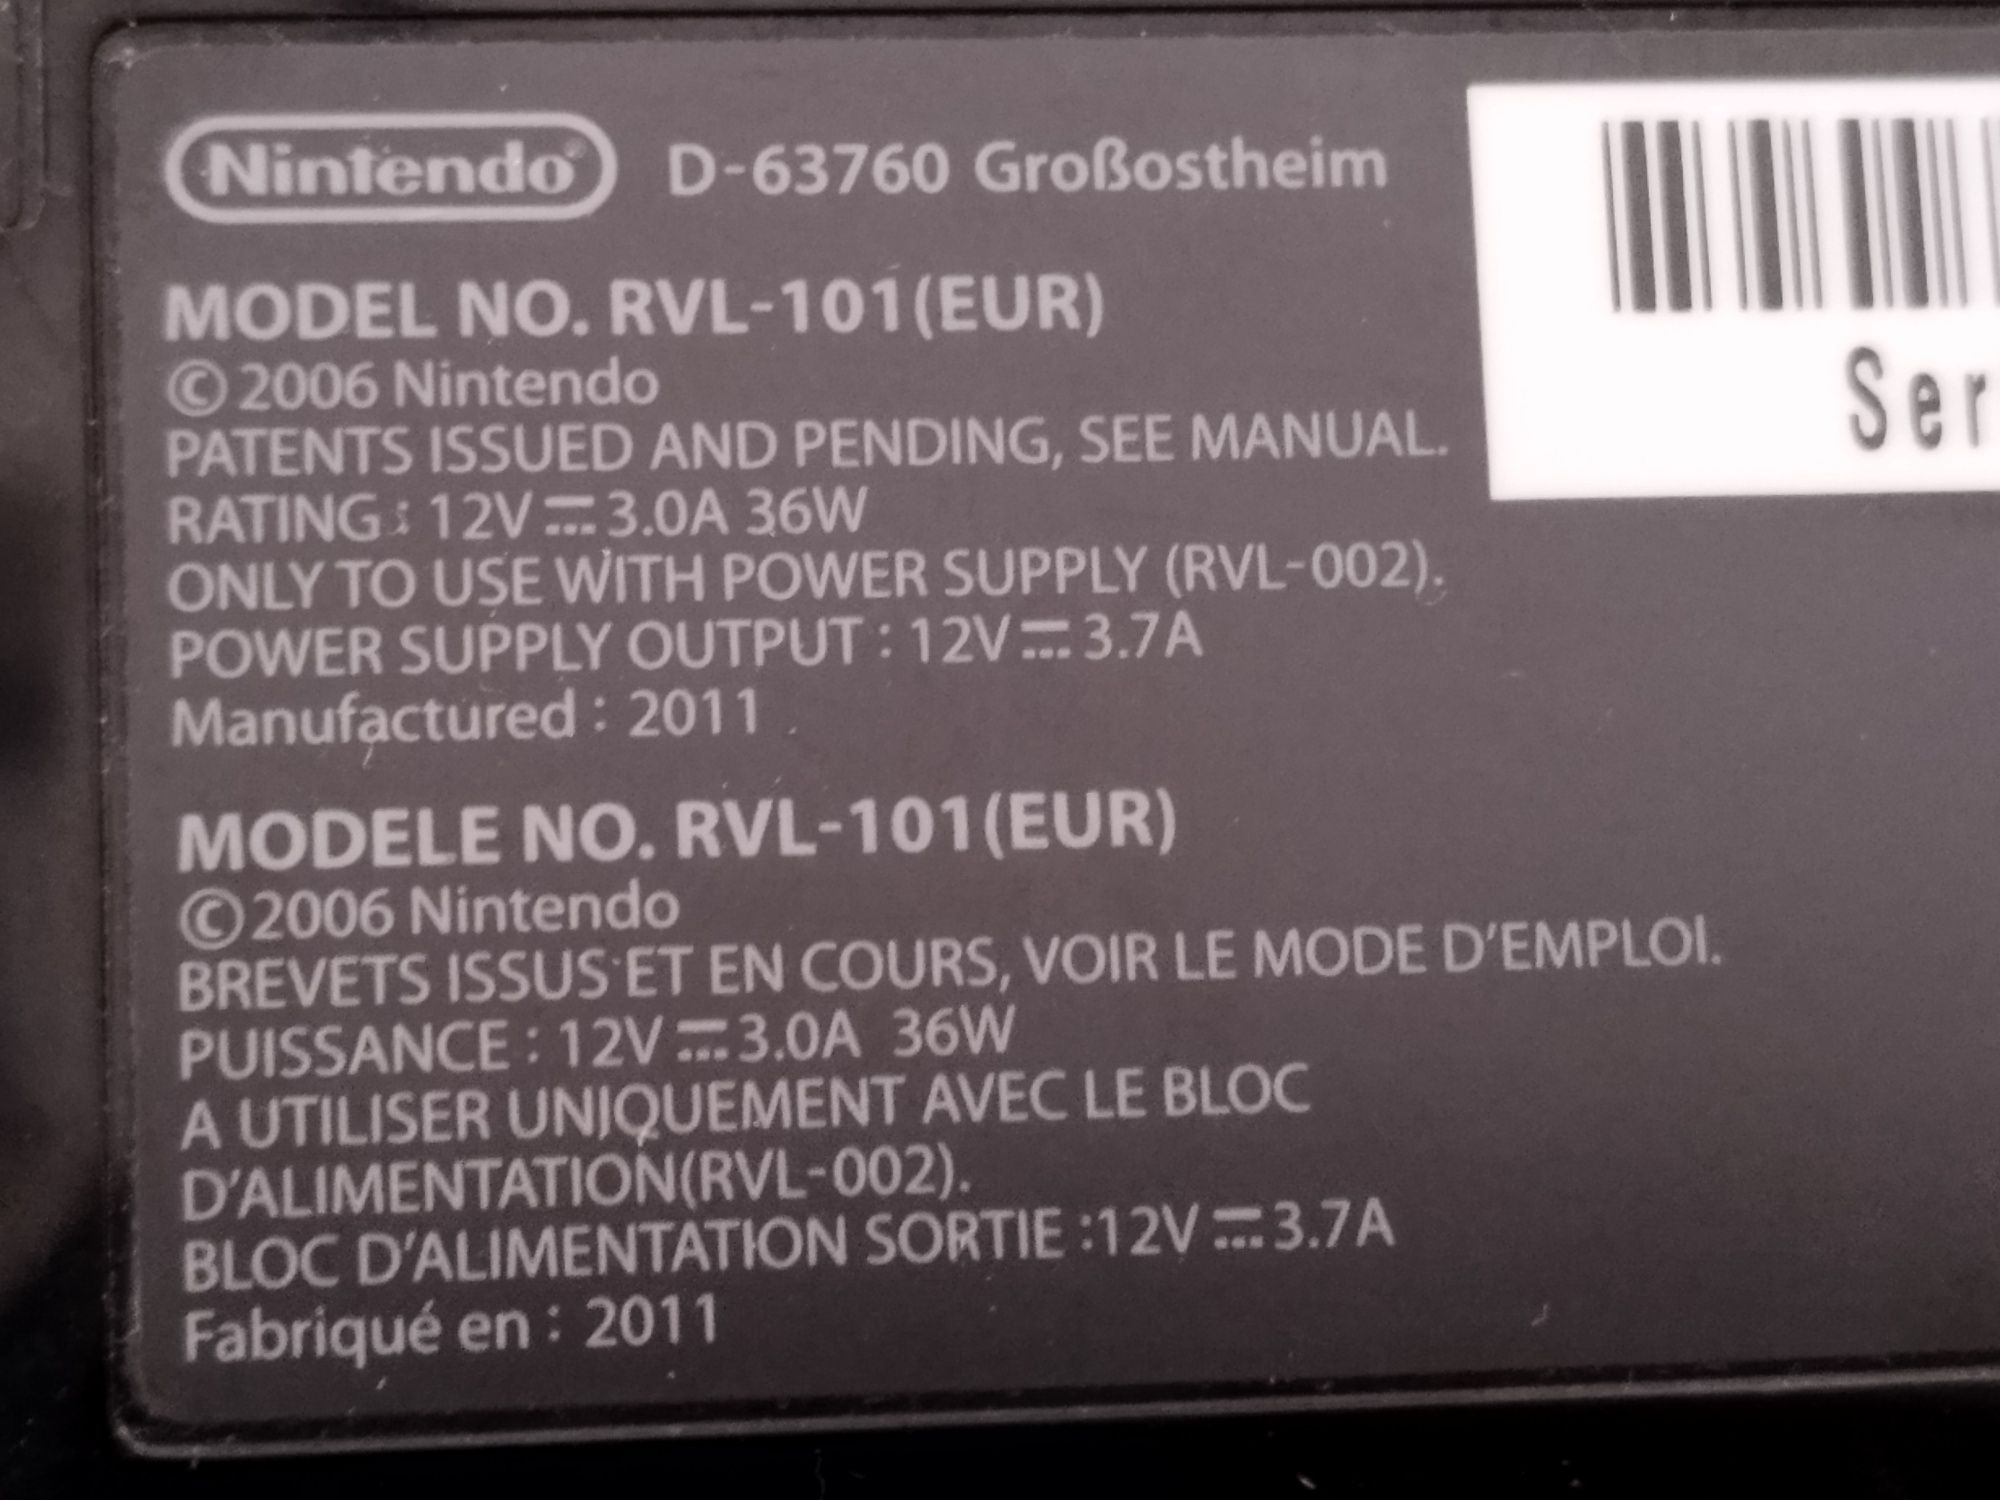 Nintendo® D-63760 Großostheim
MODEL NO. RVL-101(EUR)
© 2006 Nintendo
PATENTS ISSUED AND PENDING, SEE MANUAL.
RATING : 12V⎓3.0A 36W
ONLY TO USE WITH POWER SUPPLY (RVL-002).
POWER SUPPLY OUTPUT : 12V⎓3.7A
Manufactured : 2011
MODELE NO. RVL-101(EUR)
©2006 Nintendo
BREVETS ISSUS ET EN COURS, VOIR LE MODE D'EMPLOI.
PUISSANCE : 12V⎓3.0A 36W
A UTILISER UNIQUEMENT AVEC LE BLOC
D'ALIMENTATION(RVL-002).
BLOC D'ALIMENTATION SORTIE :12V⎓3.7A
Fabriqué en : 2011
Ser